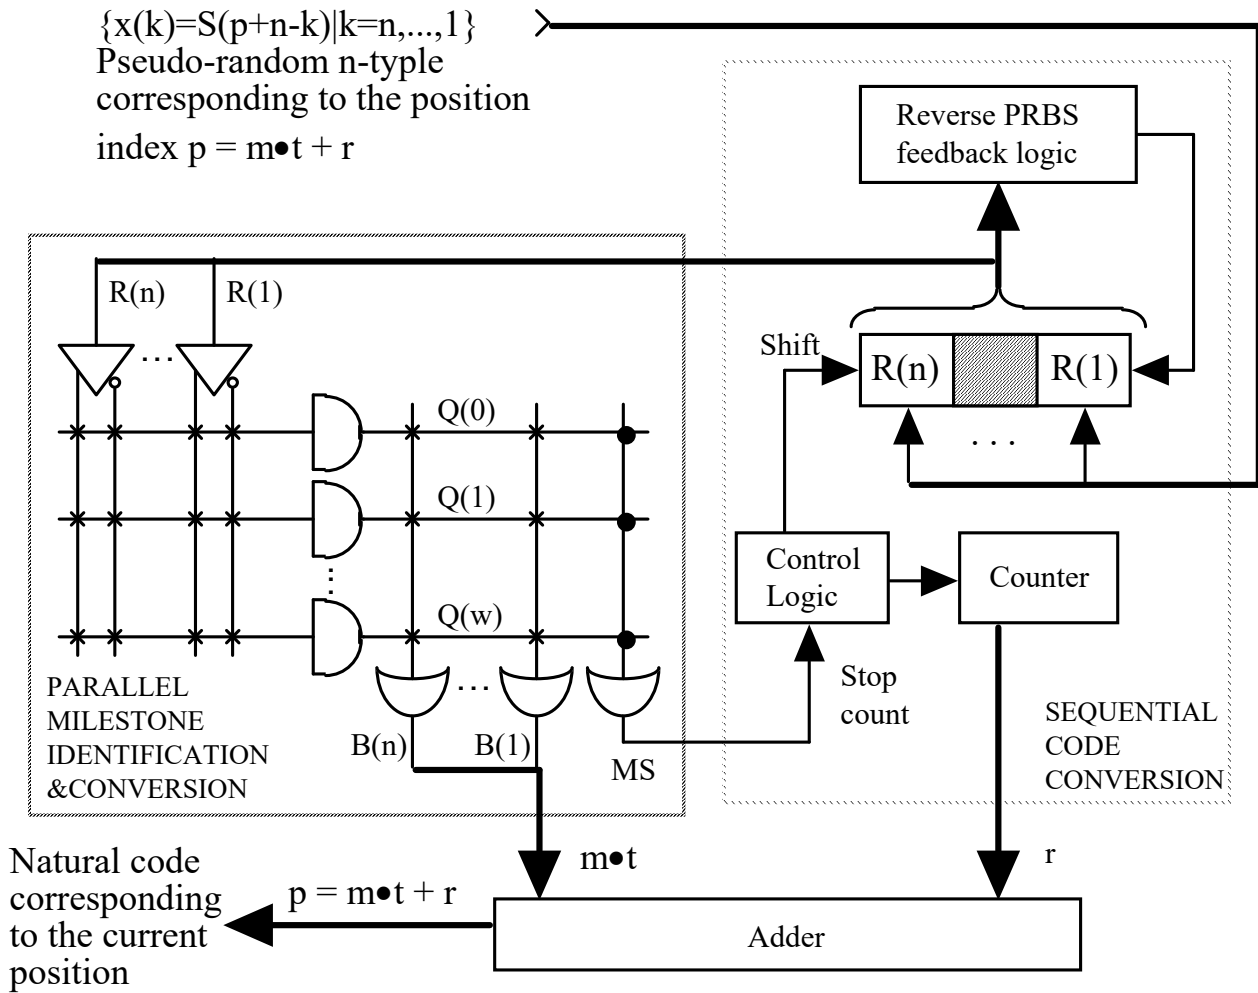 {x(k)=S(p+n-k)|k=n,...,1}
Pseudo-random n-typle
corresponding to the position
index p = m•t + r
Reverse PRBS
feedback logic
R(n)
R(1)
. . .
Shift
R(n)
R(1)
. . .
Q(0)
Q(1)
. . .
Q(w)
. . .
Control
Logic
Counter
Stop
count
PARALLEL
MILESTONE
IDENTIFICATION
&CONVERSION
B(n)
B(1)
MS
SEQUENTIAL
CODE
CONVERSION
m•t
r
Natural code
corresponding
to the current
position
p = m•t + r
Adder